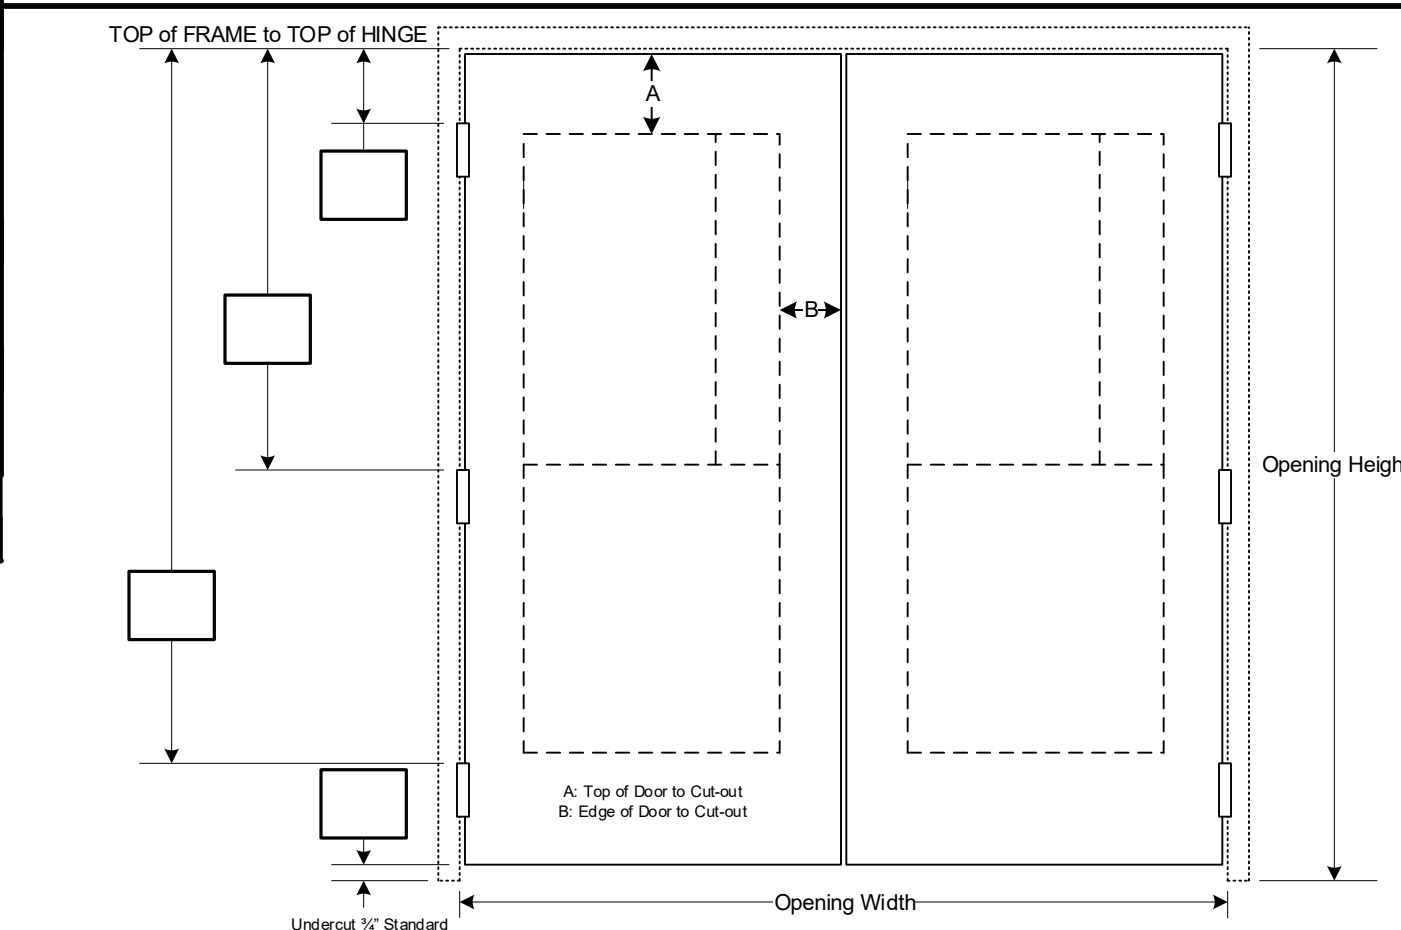 TOP of FRAME to TOP of HINGE
A
B
Opening Heigh
A: Top of Door to Cut-out
B: Edge of Door to Cut-out
Opening Width
Undercut ¾" Standard